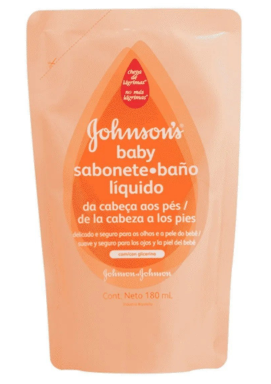 chega de
lágrimas®
no más
lágrimas®
Johnson's®
baby
sabonete•baño
líquido
da cabeça aos pés /
de la cabeza a los pies
delicado e seguro para os olhos e a pele do bebê /
suave y seguro para los ojos y la piel del bebé
Johnson & Johnson
Cont. Neto 180 mL